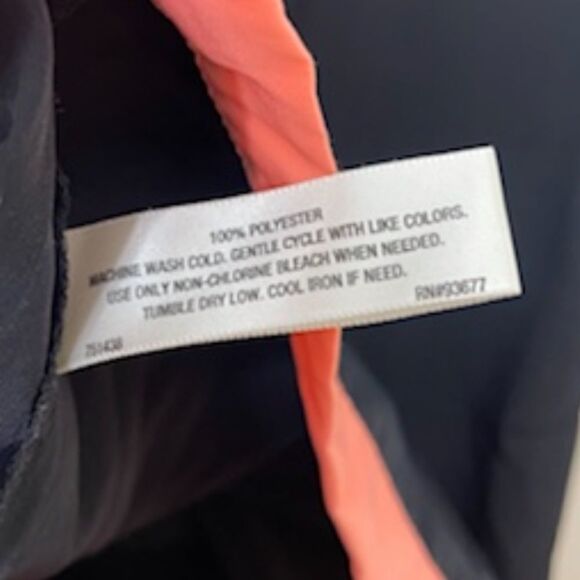 100% POLYESTER
MACHINE WASH COLD. GENTLE CYCLE WITH LIKE COLORS.
USE ONLY NON-CHLORINE BLEACH WHEN NEEDED.
TUMBLE DRY LOW. COOL IRON IF NEED.
RN#93677
751438